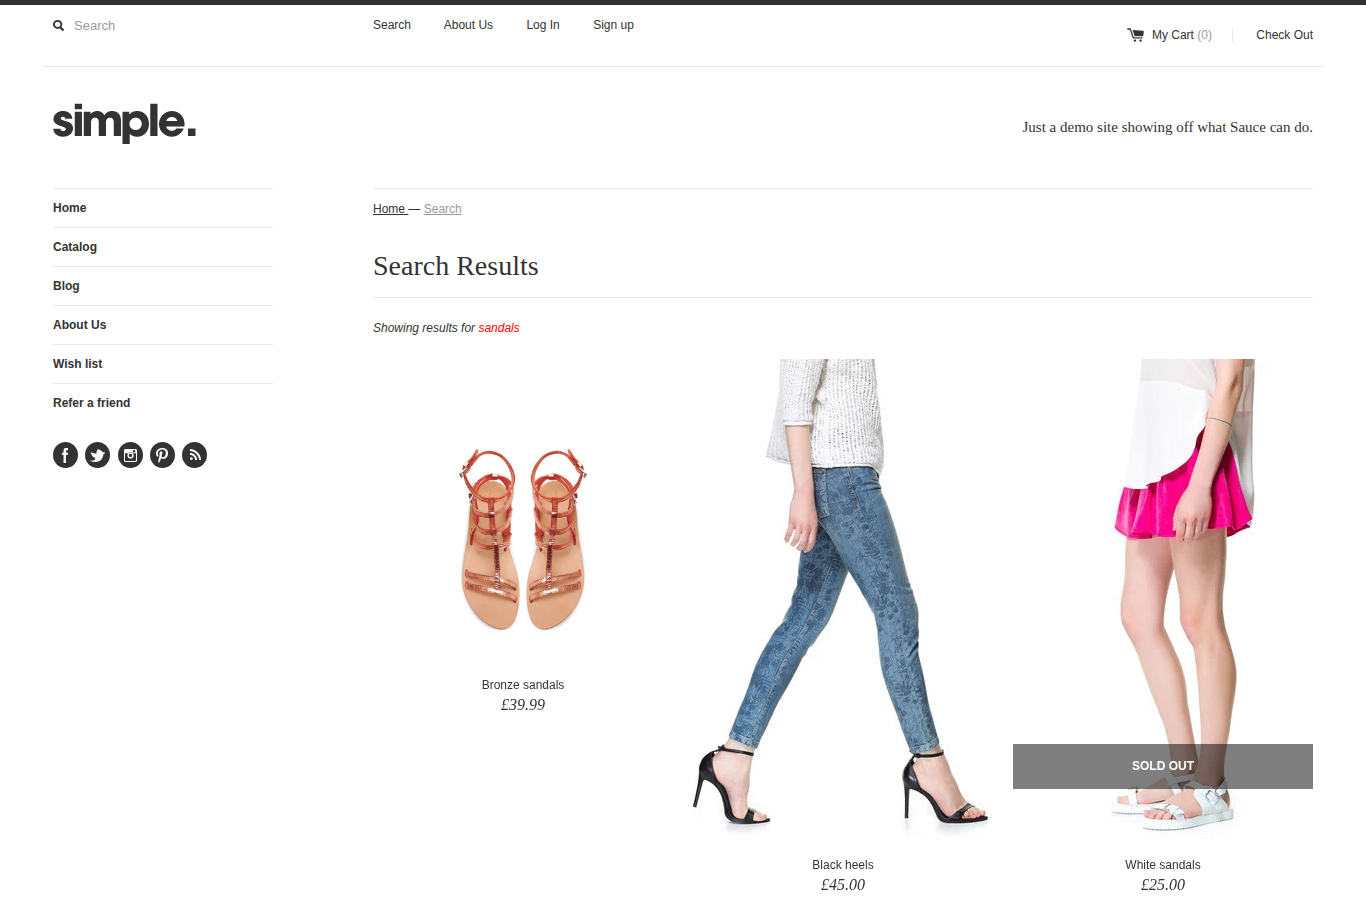 Search
Search About Us Log In Sign up
My Cart (0) Check Out
simple.
Just a demo site showing off what Sauce can do.
Home
Catalog
Blog
About Us
Wish list
Refer a friend
Home — Search
Search Results
Showing results for sandals
Bronze sandals
£39.99
SOLD OUT
Black heels
£45.00
White sandals
£25.00